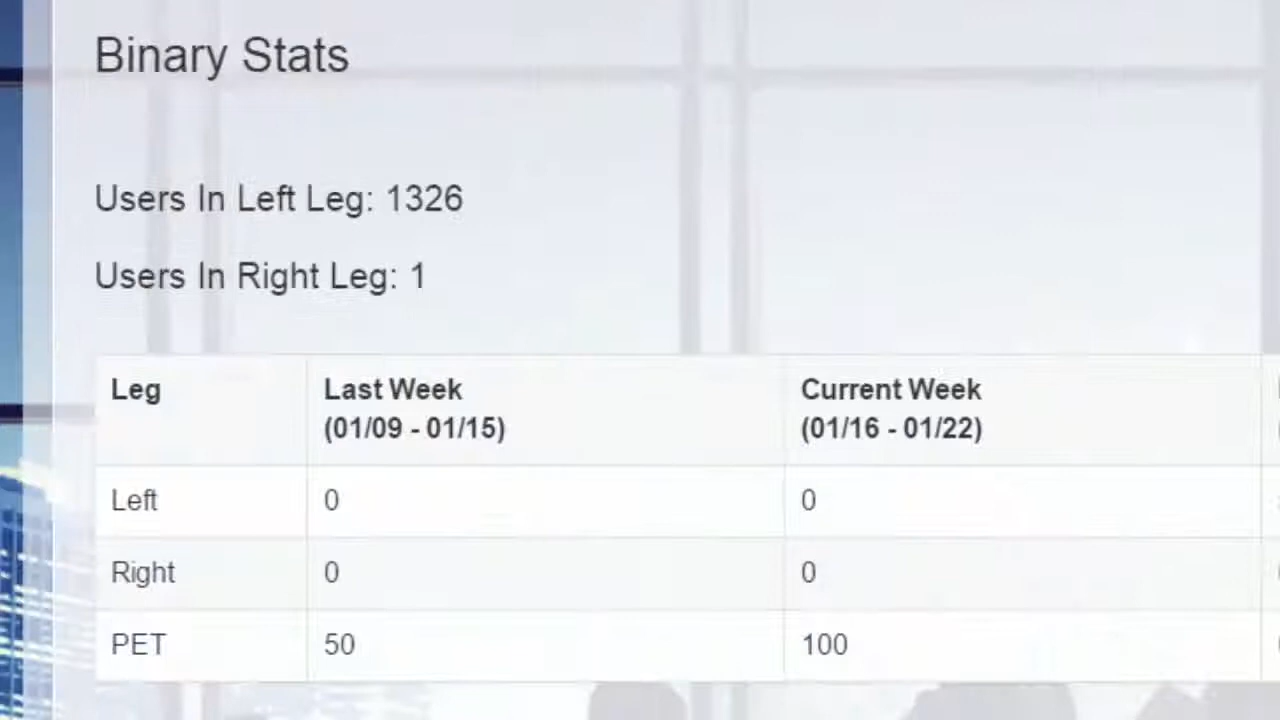 Binary Stats
Users In Left Leg: 1326
Users In Right Leg: 1
Leg Last Week Current Week
(01/09 - 01/15) (01/16 - 01/22)
Left 0 0
Right 0 0
PET 50 100